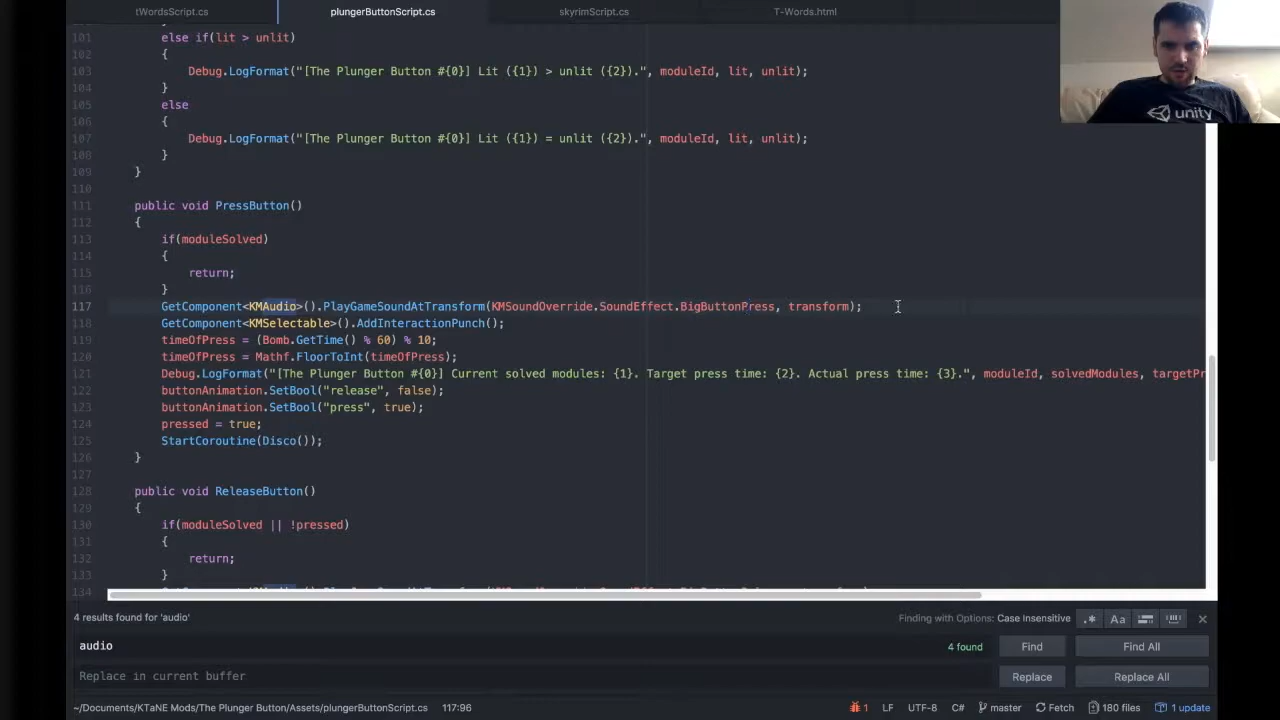 tWordsScript.cs
plungerButtonScript.cs
skyrimScript.cs
T-Words.html
101 else if(lit > unlit)
102 {
103 Debug.LogFormat("[The Plunger Button #{0}] Lit ({1}) > unlit ({2}).", moduleId, lit, unlit);
104 }
105 else
106 {
107 Debug.LogFormat("[The Plunger Button #{0}] Lit ({1}) = unlit ({2}).", moduleId, lit, unlit);
108 }
109 }
110
111 public void PressButton()
112 {
113 if(moduleSolved)
114 {
115 return;
116 }
117 GetComponent<KMAudio>().PlayGameSoundAtTransform(KMSoundOverride.SoundEffect.BigButtonPress, transform);
118 GetComponent<KMSelectable>().AddInteractionPunch();
119 timeOfPress = (Bomb.GetTime() % 60) % 10;
120 timeOfPress = Mathf.FloorToInt(timeOfPress);
121 Debug.LogFormat("[The Plunger Button #{0}] Current solved modules: {1}. Target press time: {2}. Actual press time: {3}.", moduleId, solvedModules, targetPr
122 buttonAnimation.SetBool("release", false);
123 buttonAnimation.SetBool("press", true);
124 pressed = true;
125 StartCoroutine(Disco());
126 }
127
128 public void ReleaseButton()
129 {
130 if(moduleSolved || !pressed)
131 {
132 return;
133 }
134
unity
4 results found for 'audio'
Finding with Options: Case Insensitive
.* Aa
audio
4 found
Find
Find All
Replace in current buffer
Replace
Replace All
~/Documents/KTaNE Mods/The Plunger Button/Assets/plungerButtonScript.cs 117:96
1 LF UTF-8 C# master Fetch 180 files 1 update